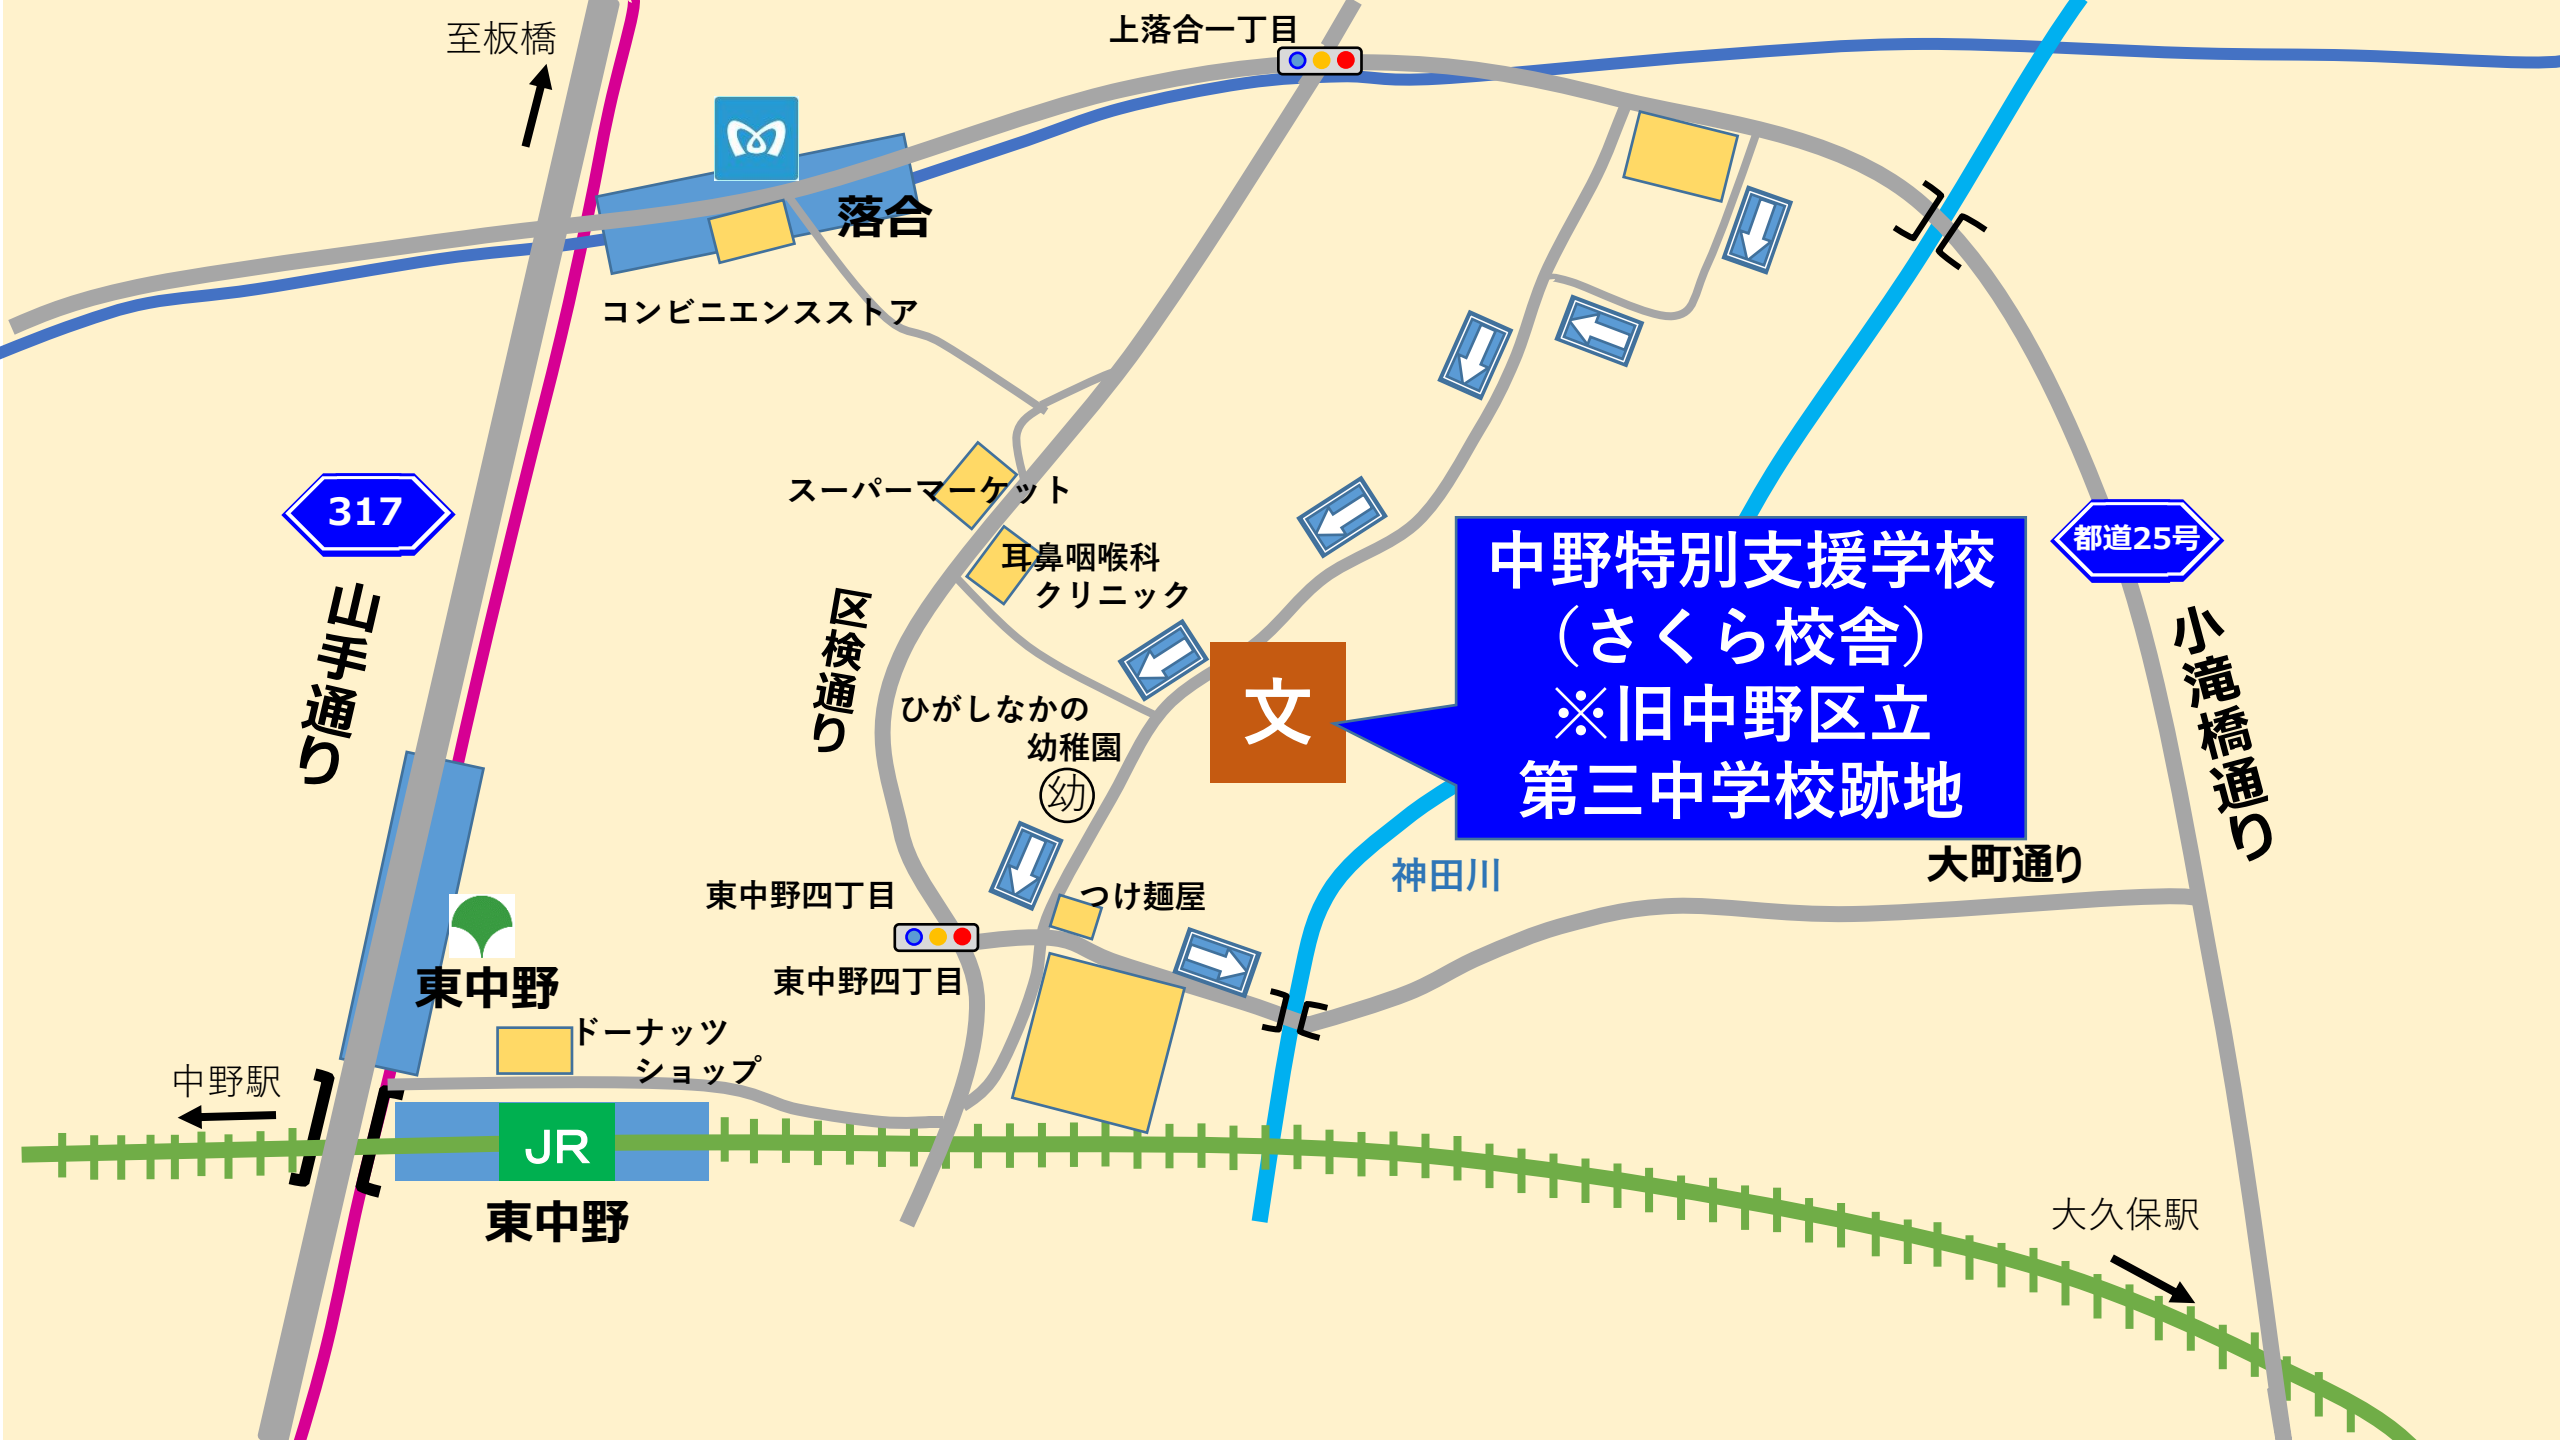 至板橋
上落合一丁目
落合
コンビニエンスストア
スーパーマーケット
317
耳鼻咽喉科
クリニック
山手通り
区検通り
中野特別支援学校
（さくら校舎）
※旧中野区立
第三中学校跡地
都道25号
小滝橋通り
文
ひがしなかの
幼稚園
幼
東中野四丁目
つけ麺屋
神田川
大町通り
東中野
東中野四丁目
ドーナッツ
ショップ
中野駅
JR
東中野
大久保駅